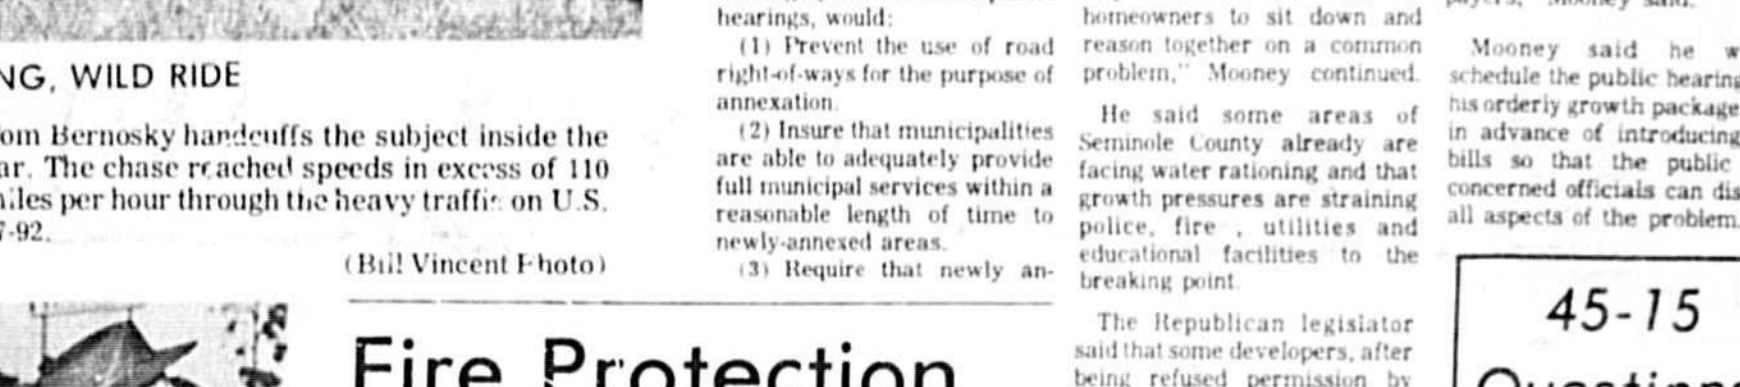 NG, WILD RIDE
om Bernosky handcuffs the subject inside the
ar. The chase reached speeds in excess of 110
iles per hour through the heavy traffic on U.S.
7-92.
(Bill Vincent Photo)
hearings, would:
(1) Prevent the use of road
right-of-ways for the purpose of
annexation.
(2) Insure that municipalities
are able to adequately provide
full municipal services within a
reasonable length of time to
newly-annexed areas.
(3) Require that newly an-
Fire Protection
homeowners to sit down and
reason together on a common
problem," Mooney continued.
He said some areas of
Seminole County already are
facing water rationing and that
growth pressures are straining
police, fire , utilities and
educational facilities to the
breaking point.
The Republican legislator
said that some developers, after
being refused permission by
Mooney said.
Mooney said he w
schedule the public hearing
his orderly growth package
in advance of introducing
bills so that the public
concerned officials can dis
all aspects of the problem.
45-15
Questions